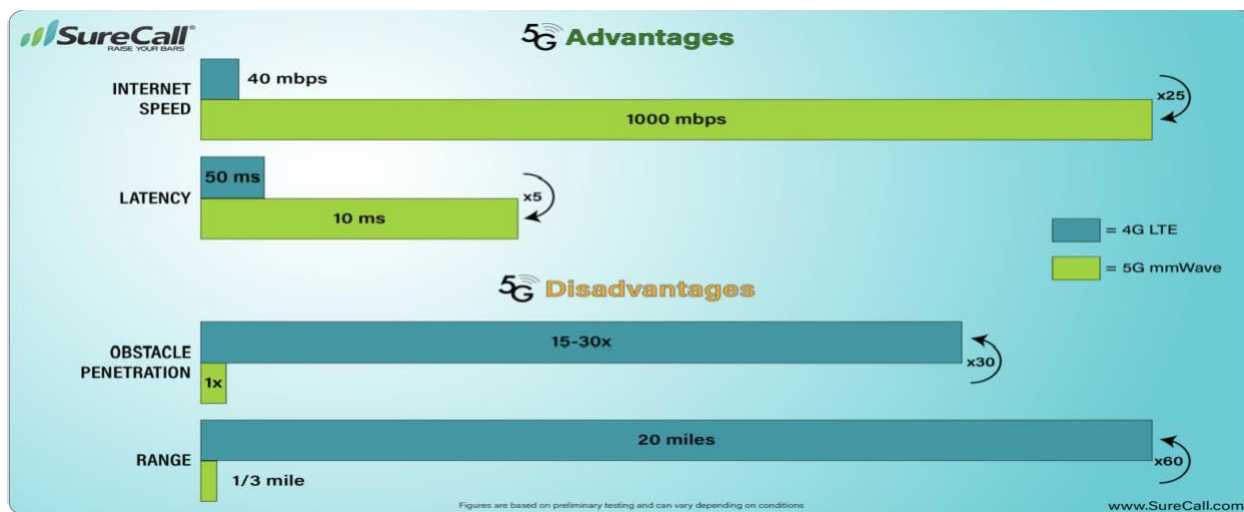 SureCall®
RAISE YOUR BARS
5G Advantages
INTERNET
SPEED
40 mbps
1000 mbps
x25
LATENCY
50 ms
10 ms
x5
= 4G LTE
= 5G mmWave
5G Disadvantages
OBSTACLE
PENETRATION
15-30x
1x
x30
RANGE
20 miles
1/3 mile
x60
Figures are based on preliminary testing and can vary depending on conditions
www.SureCall.com